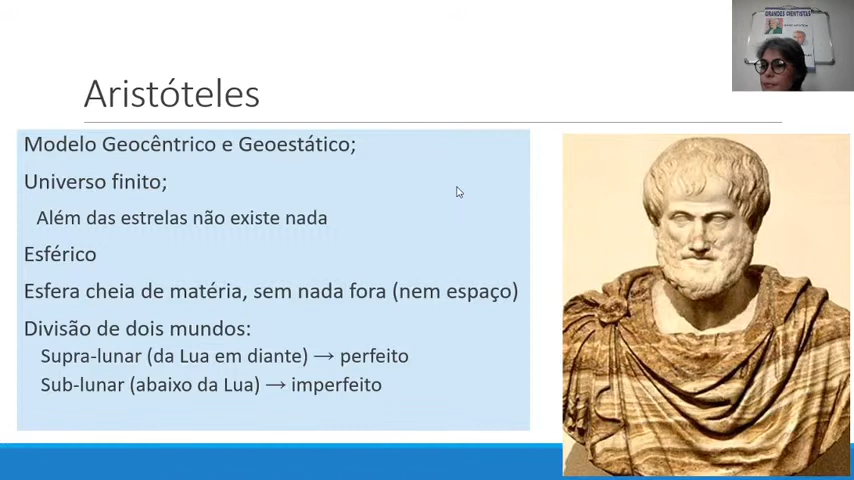 GRANDES CIENTISTAS
Aristóteles
Modelo Geocêntrico e Geoestático;
Universo finito;
Além das estrelas não existe nada
Esférico
Esfera cheia de matéria, sem nada fora (nem espaço)
Divisão de dois mundos:
Supra-lunar (da Lua em diante) → perfeito
Sub-lunar (abaixo da Lua) → imperfeito